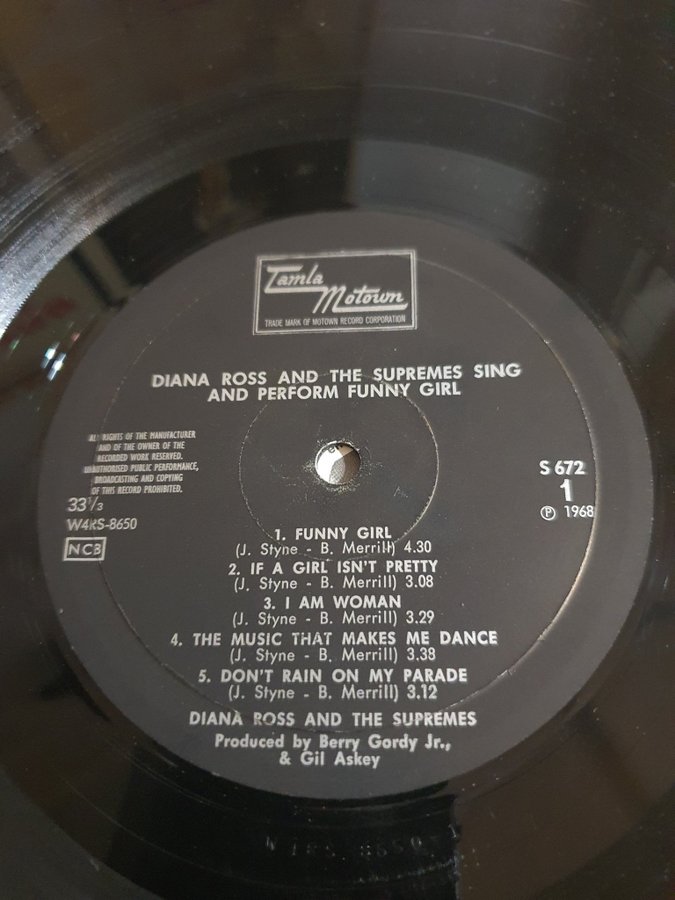 Tamla
Motown
TRADE MARK OF MOTOWN RECORD CORPORATION
DIANA ROSS AND THE SUPREMES SING
AND PERFORM FUNNY GIRL
ALL RIGHTS OF THE MANUFACTURER
AND OF THE OWNER OF THE
RECORDED WORK RESERVED.
UNAUTHORISED PUBLIC PERFORMANCE,
BROADCASTING AND COPYING
OF THIS RECORD PROHIBITED.
33⅓
W4KS-8650
NCB
S 672
1
℗ 1968
1. FUNNY GIRL
(J. Styne - B. Merrill) 4.30
2. IF A GIRL ISN'T PRETTY
(J. Styne - B. Merrill) 3.08
3. I AM WOMAN
(J. Styne - B. Merrill) 3.29
4. THE MUSIC THAT MAKES ME DANCE
(J. Styne - B. Merrill) 3.38
5. DON'T RAIN ON MY PARADE
(J. Styne - B. Merrill) 3.12
DIANA ROSS AND THE SUPREMES
Produced by Berry Gordy Jr.,
& Gil Askey